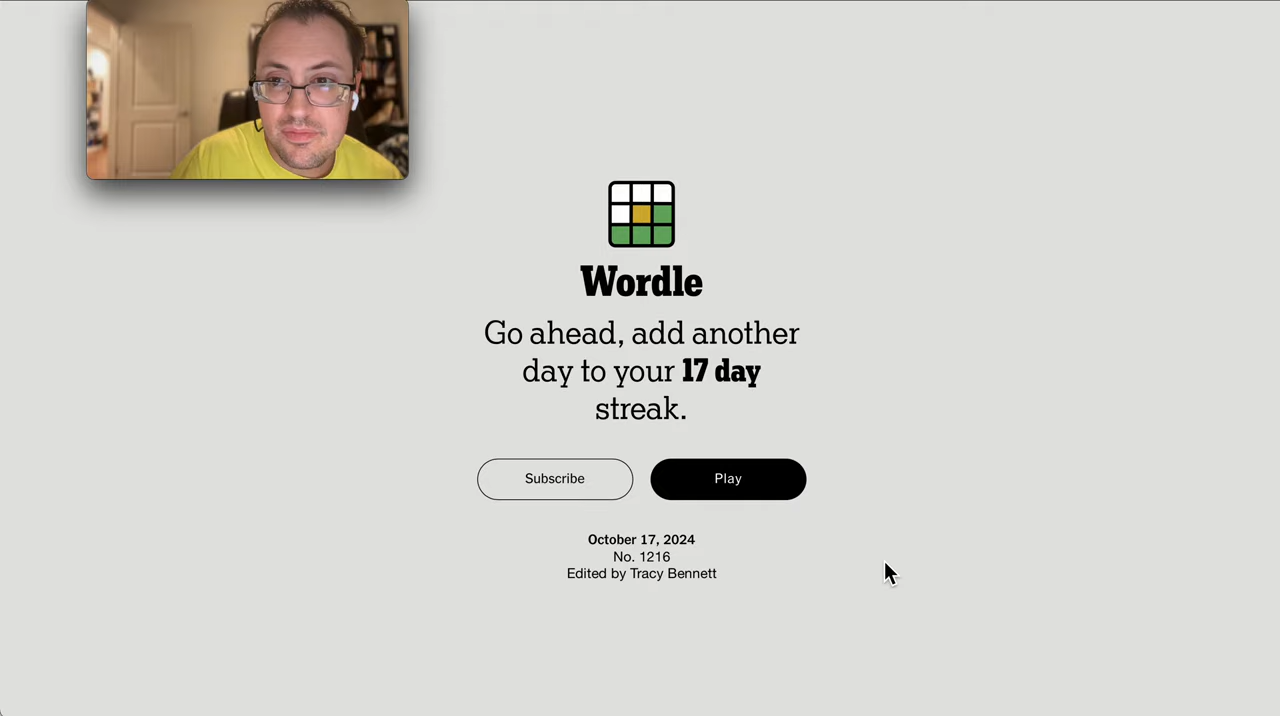 Wordle
Go ahead, add another
day to your 17 day
streak.
Subscribe
Play
October 17, 2024
No. 1216
Edited by Tracy Bennett